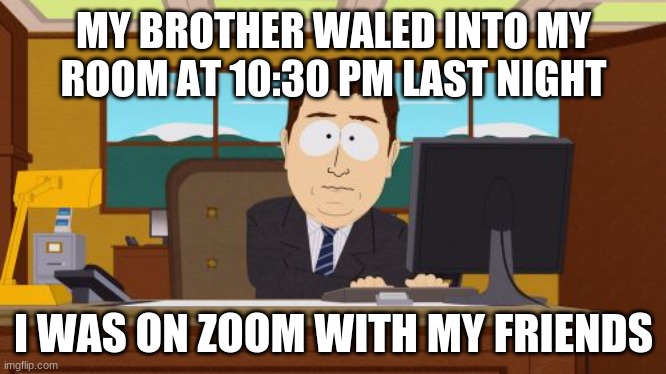 MY BROTHER WALED INTO MY
ROOM AT 10:30 PM LAST NIGHT
I WAS ON ZOOM WITH MY FRIENDS
imgflip.com